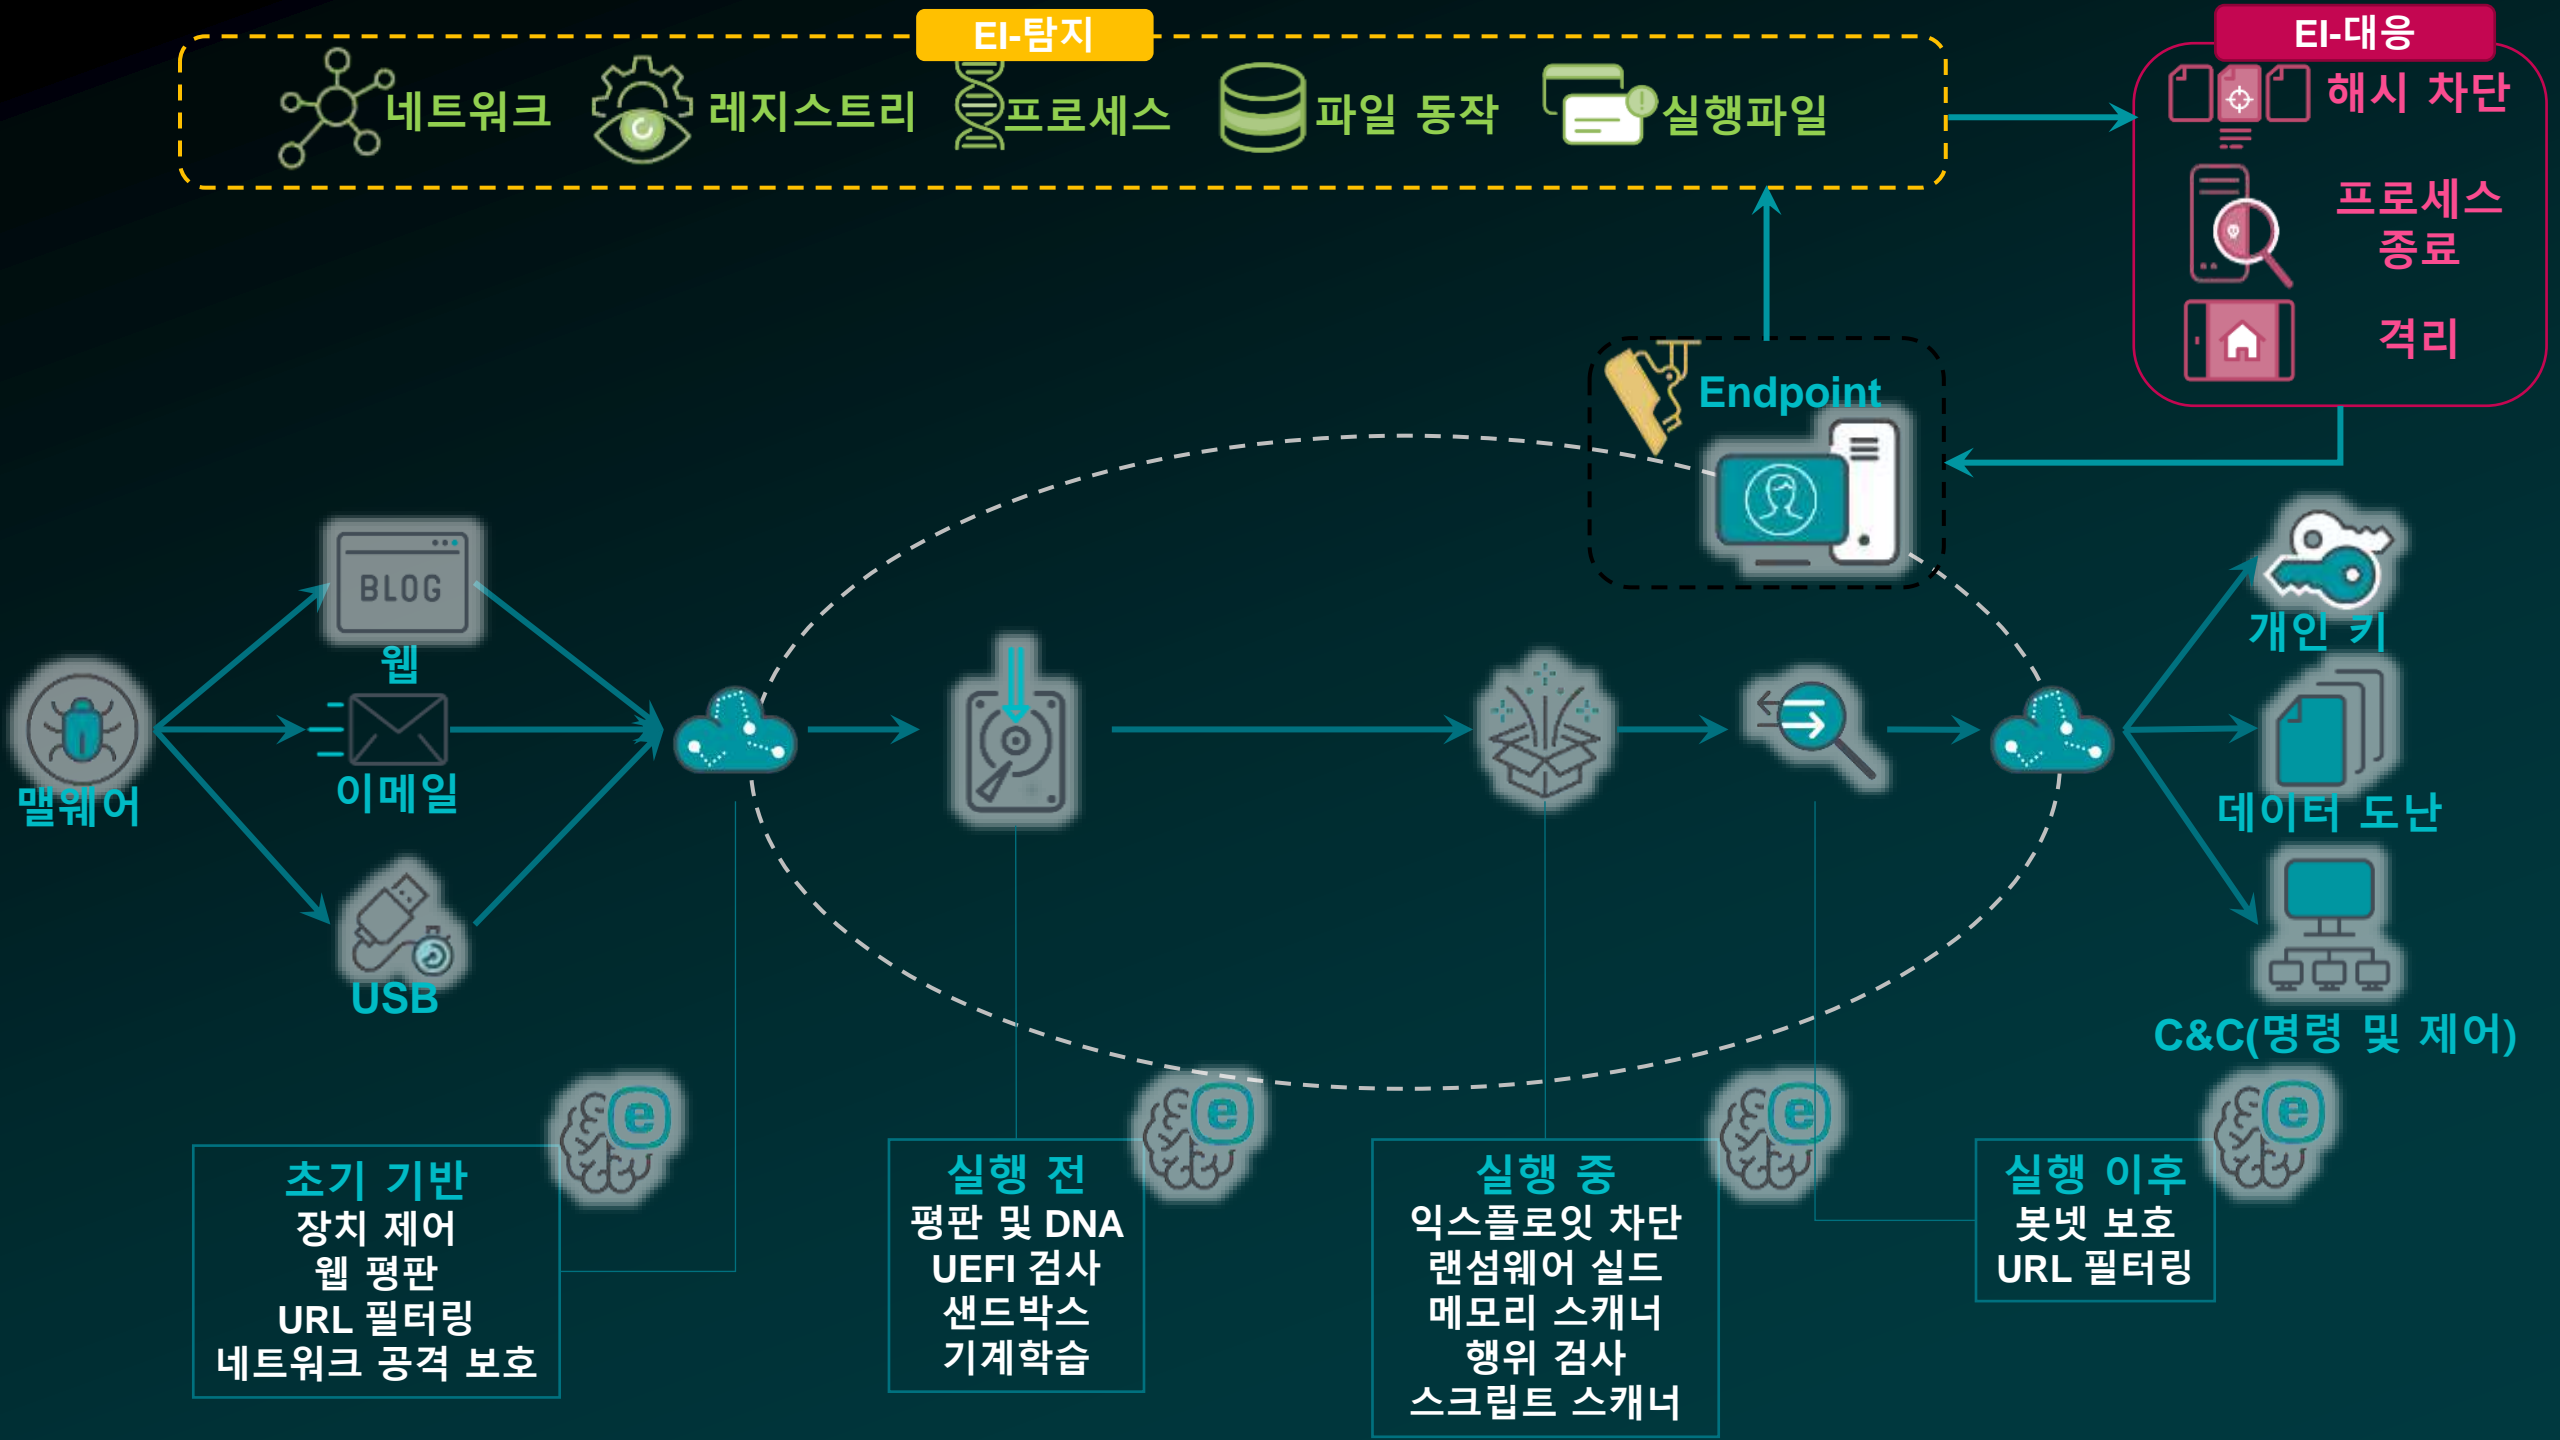 EI-탐지
네트워크
레지스트리
프로세스
파일 동작
실행파일
EI-대응
해시 차단
프로세스
종료
격리
Endpoint
BLOG
웹
이메일
USB
맬웨어
개인 키
데이터 도난
C&C(명령 및 제어)
초기 기반
장치 제어
웹 평판
URL 필터링
네트워크 공격 보호
e
실행 전
평판 및 DNA
UEFI 검사
샌드박스
기계학습
e
실행 중
익스플로잇 차단
랜섬웨어 실드
메모리 스캐너
행위 검사
스크립트 스캐너
e
실행 이후
봇넷 보호
URL 필터링
e